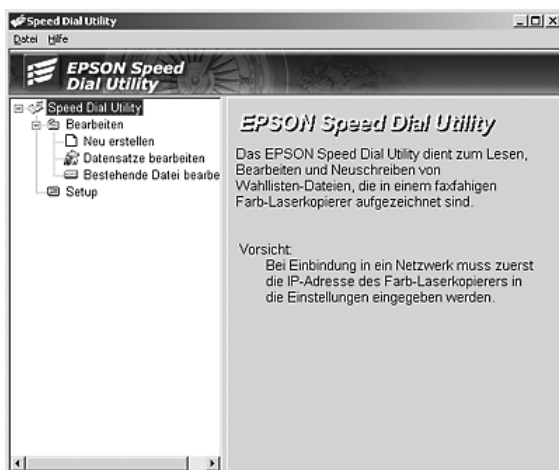 Speed Dial Utility
Datei Hilfe
EPSON Speed
Dial Utility
Speed Dial Utility
Bearbeiten
Neu erstellen
Datensatze bearbeiten
Bestehende Datei bearbe
Setup
EPSON Speed Dial Utility
Das EPSON Speed Dial Utility dient zum Lesen,
Bearbeiten und Neuschreiben von
Wahllisten-Dateien, die in einem faxfahigen
Farb-Laserkopierer aufgezeichnet sind.
Vorsicht:
Bei Einbindung in ein Netzwerk muss zuerst
die IP-Adresse des Farb-Laserkopierers in
die Einstellungen eingegeben werden.